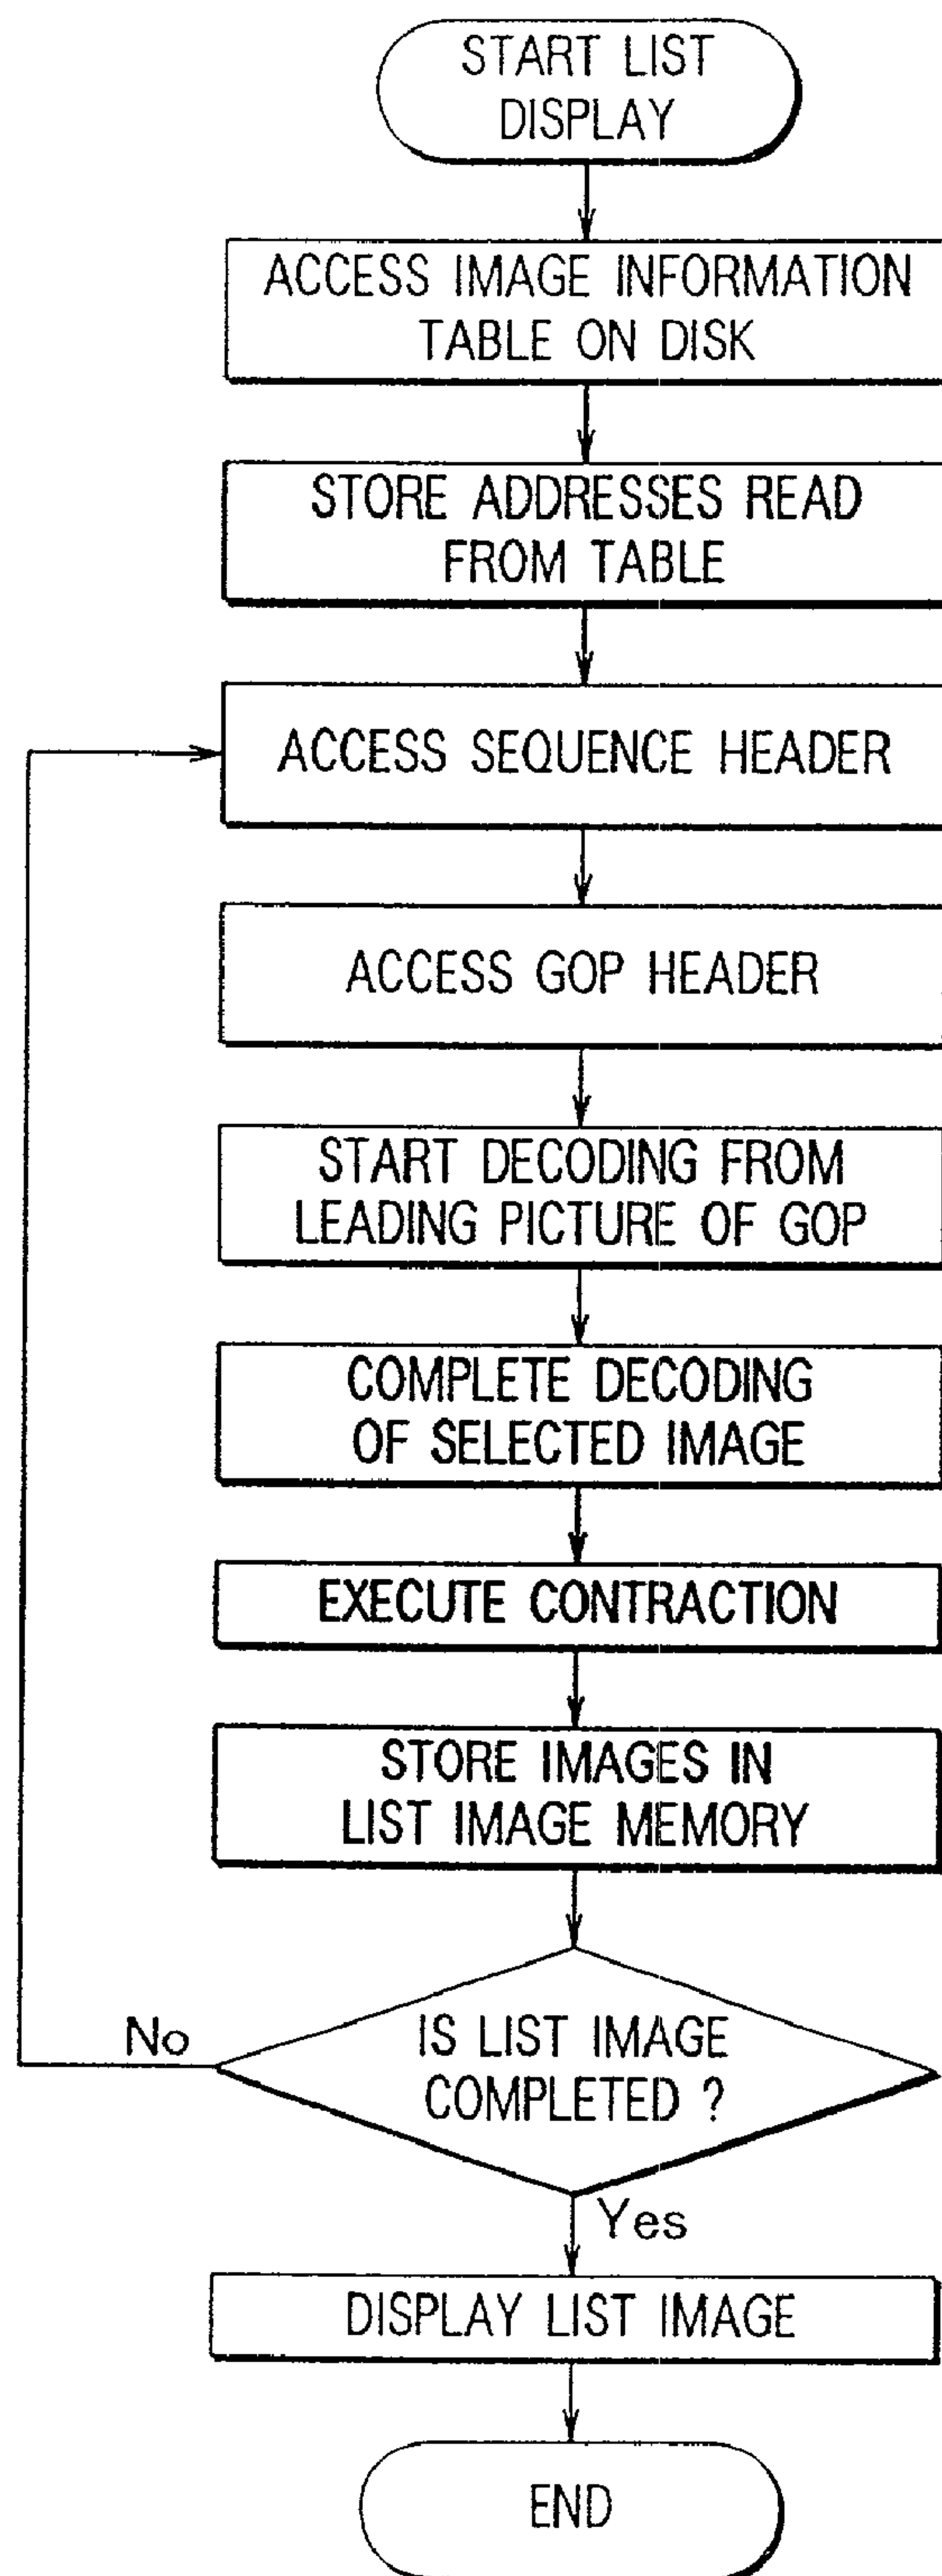 START LIST
DISPLAY
ACCESS IMAGE INFORMATION
TABLE ON DISK
STORE ADDRESSES READ
FROM TABLE
ACCESS SEQUENCE HEADER
ACCESS GOP HEADER
START DECODING FROM
LEADING PICTURE OF GOP
COMPLETE DECODING
OF SELECTED IMAGE
EXECUTE CONTRACTION
STORE IMAGES IN
LIST IMAGE MEMORY
IS LIST IMAGE
COMPLETED ?
No
Yes
DISPLAY LIST IMAGE
END